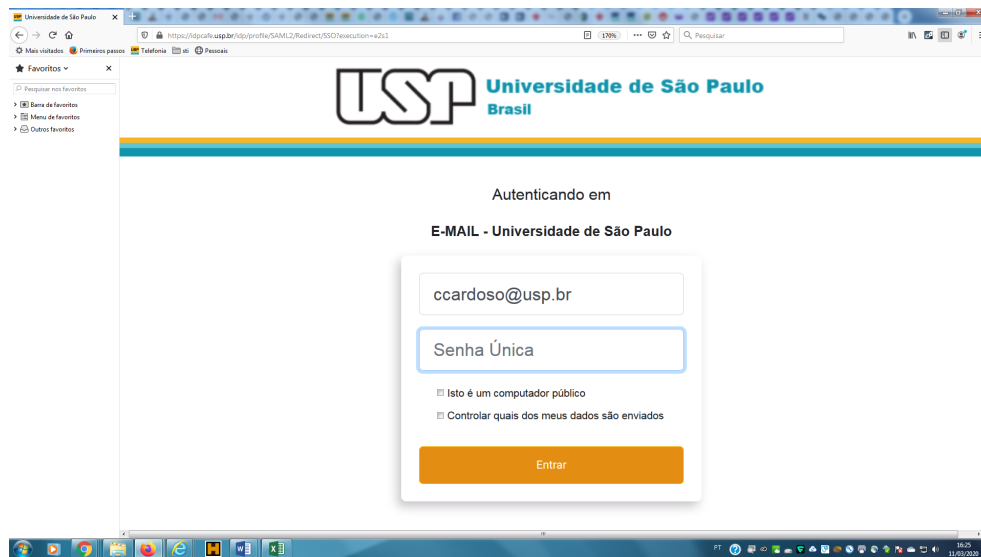 Universidade de São Paulo
https://idpcafe.usp.br/idp/profile/SAML2/Redirect/SSO?execution=e2s1
170%
Pesquisar
Mais visitados
Primeiros passos
Telefonia
sti
Pessoais
Favoritos
Pesquisar nos favoritos
Barra de favoritos
Menu de favoritos
Outros favoritos
USP
Universidade de São Paulo
Brasil
Autenticando em
E-MAIL - Universidade de São Paulo
ccardoso@usp.br
Senha Única
Isto é um computador público
Controlar quais dos meus dados são enviados
Entrar
PT
16:25
11/03/2020